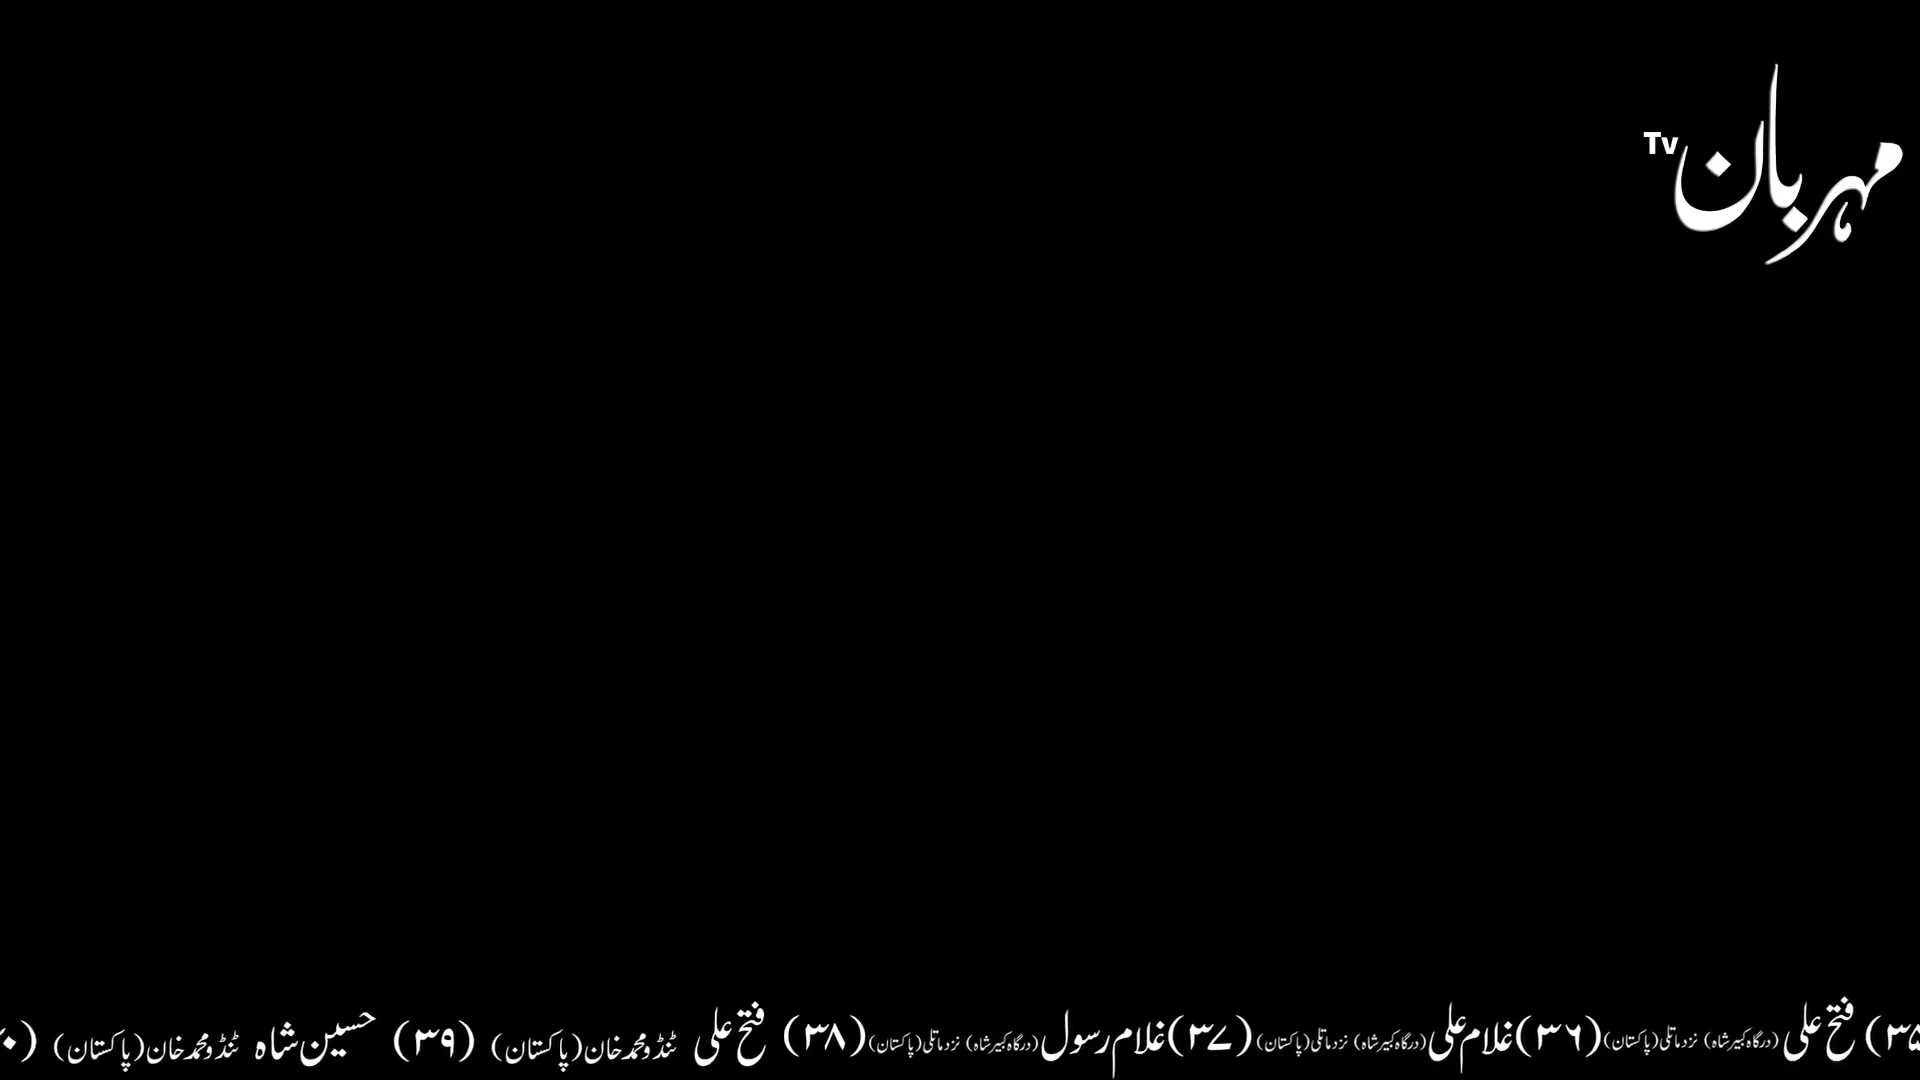 مہربان Tv
(۳۵) فتح علی (درگاہ کبیر شاہ) نزد ماتلی (پاکستان) (۳۶) غلام علی (درگاہ کبیر شاہ) نزد ماتلی (پاکستان) (۳۷) غلام رسول (درگاہ کبیر شاہ) نزد ماتلی (پاکستان) (۳۸) فتح علی ٹنڈو محمد خان (پاکستان) (۳۹) حسین شاہ ٹنڈو محمد خان (پاکستان)